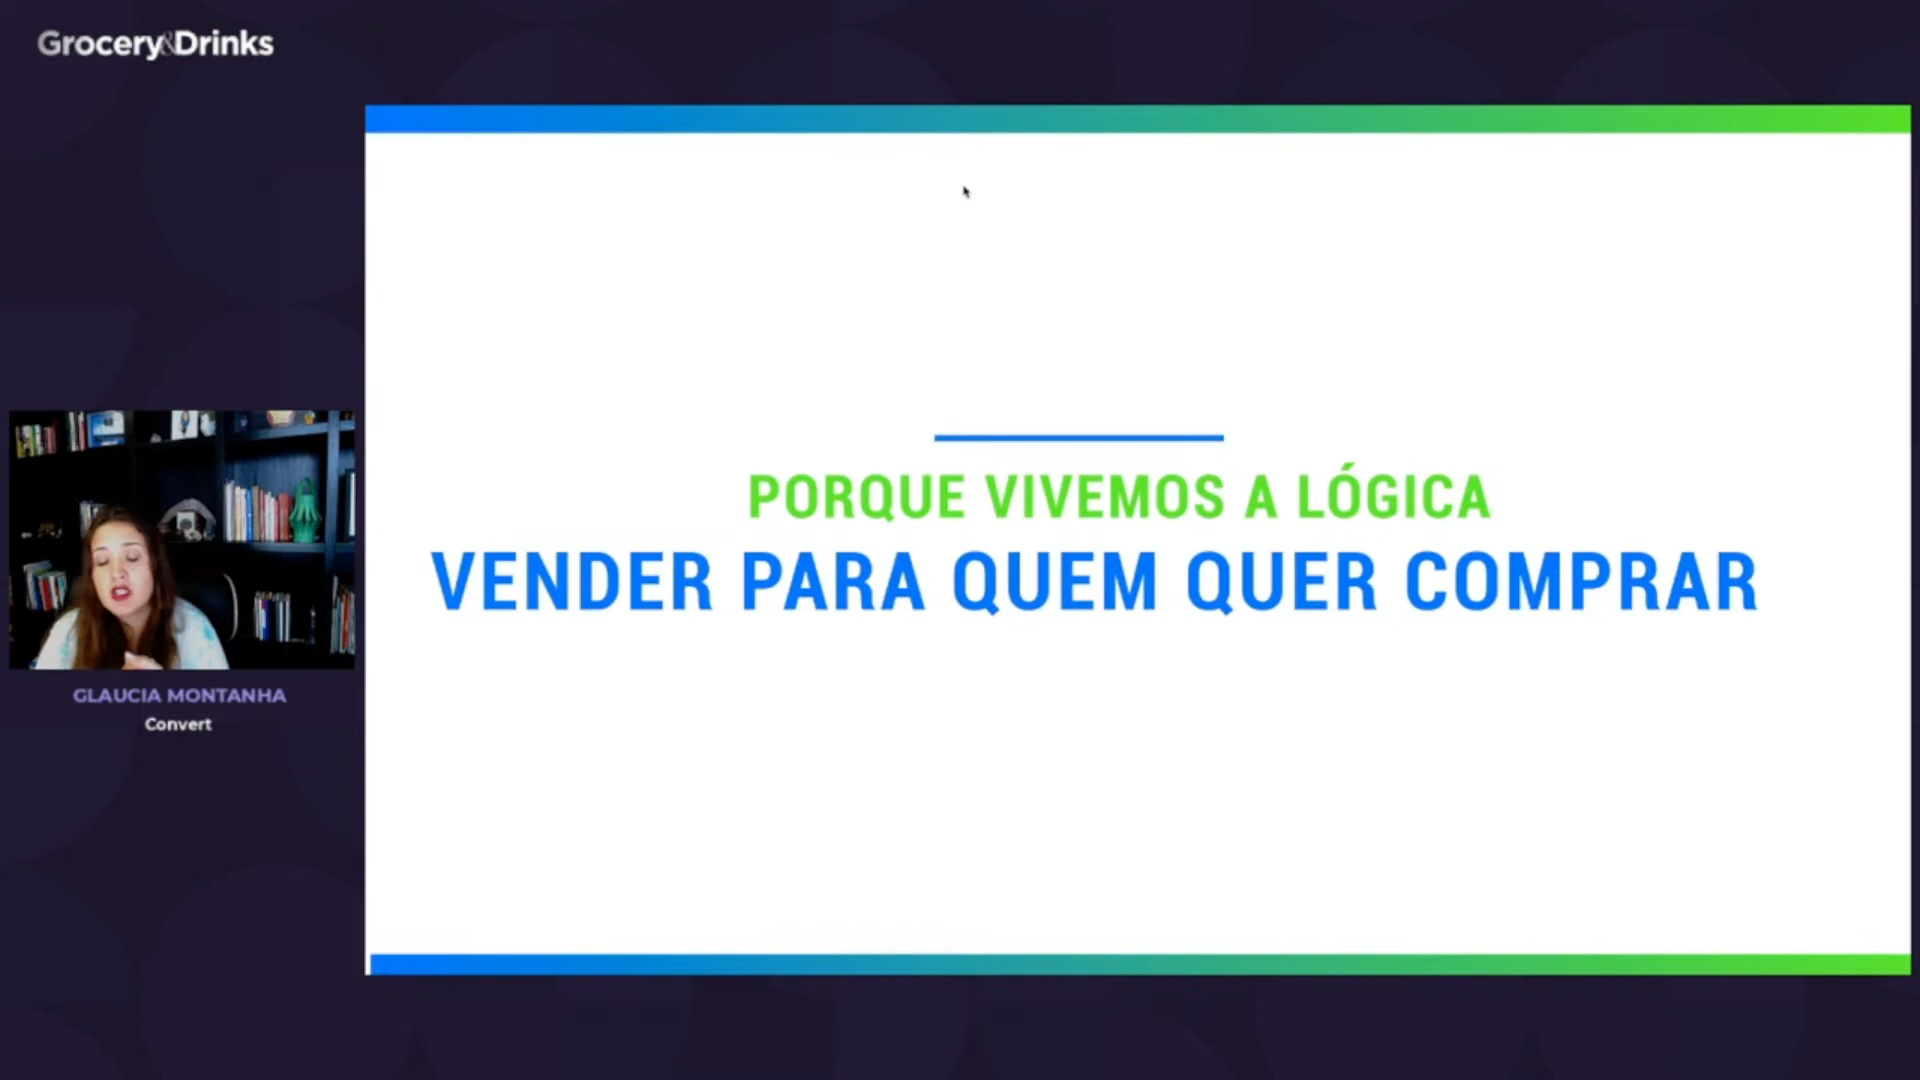 Grocery&Drinks
PORQUE VIVEMOS A LÓGICA
VENDER PARA QUEM QUER COMPRAR
GLAUCIA MONTANHA
Convert